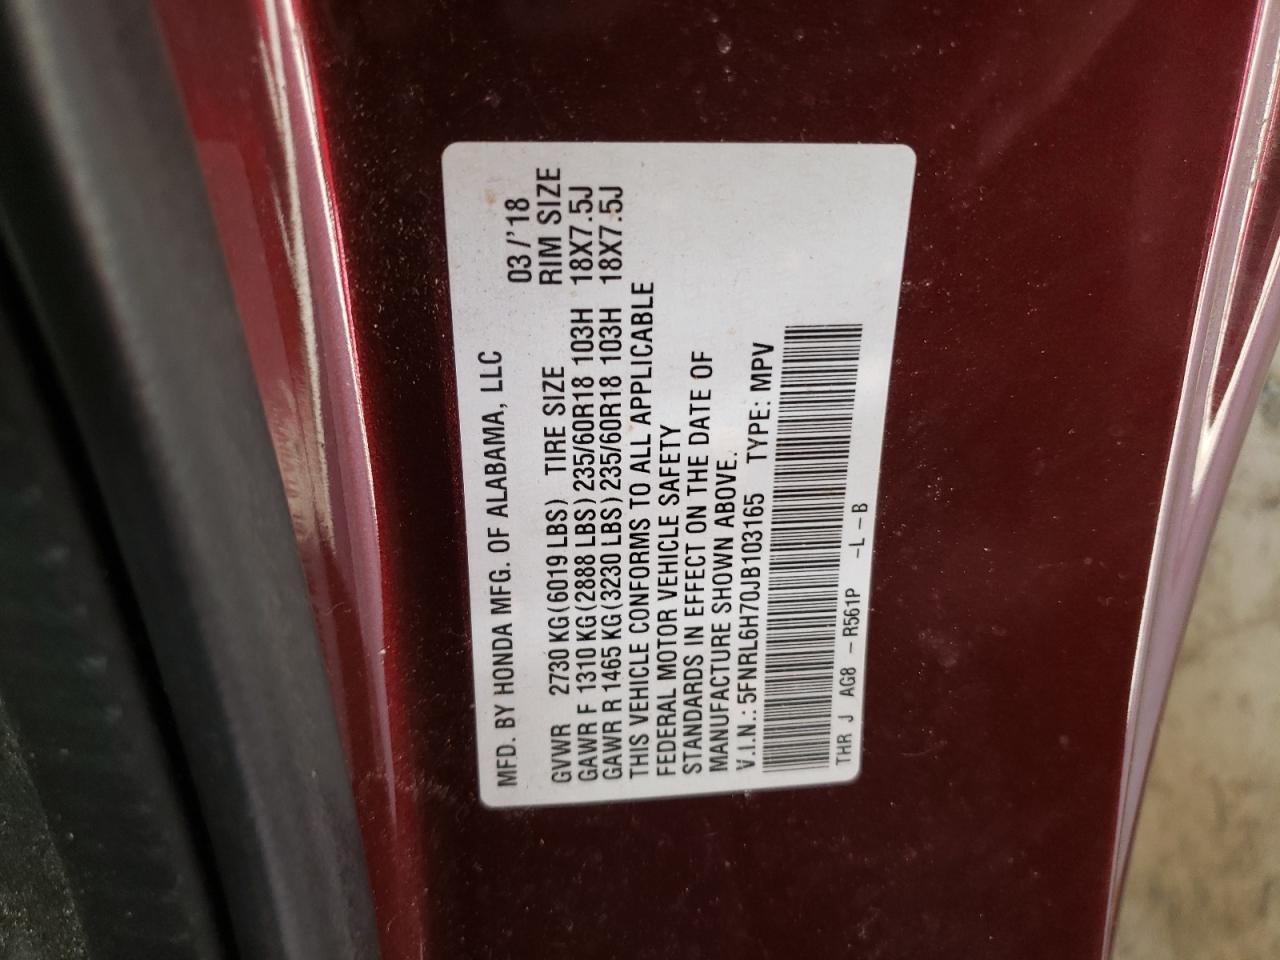 MFD. BY HONDA MFG. OF ALABAMA, LLC 03/'18
GVWR 2730 KG(6019 LBS) TIRE SIZE RIM SIZE
GAWR F 1310 KG(2888 LBS) 235/60R18 103H 18X7.5J
GAWR R 1465 KG(3230 LBS) 235/60R18 103H 18X7.5J
THIS VEHICLE CONFORMS TO ALL APPLICABLE
FEDERAL MOTOR VEHICLE SAFETY
STANDARDS IN EFFECT ON THE DATE OF
MANUFACTURE SHOWN ABOVE.
V.I.N.: 5FNRL6H70JB103165 TYPE: MPV
THR J AG8 - R561P -L-B